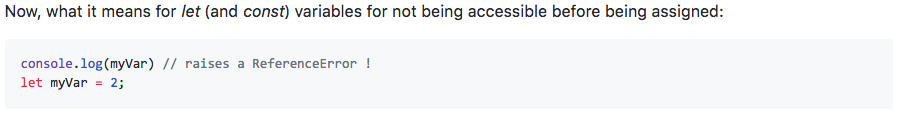 Now, what it means for let (and const) variables for not being accessible before being assigned:
console.log(myVar) // raises a ReferenceError !
let myVar = 2;